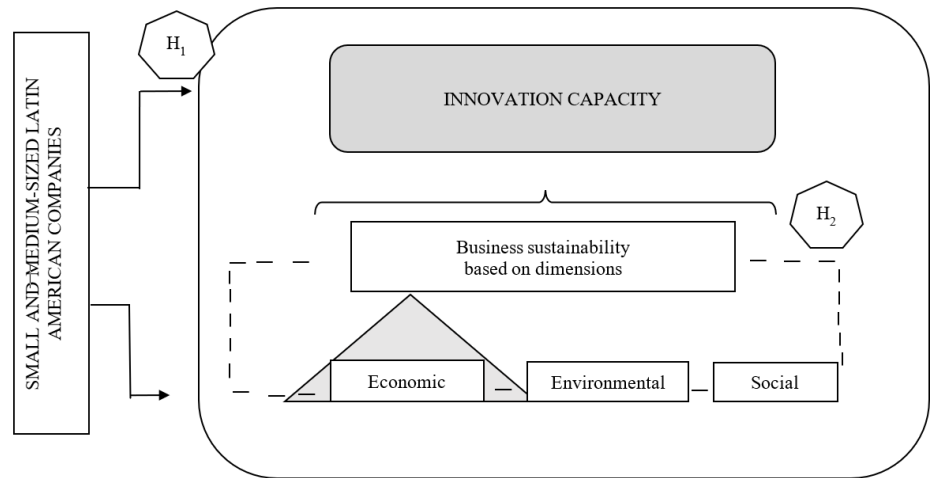 SMALL AND MEDIUM-SIZED LATIN
AMERICAN COMPANIES
H1
INNOVATION CAPACITY
H2
Business sustainability
based on dimensions
Economic
Environmental
Social